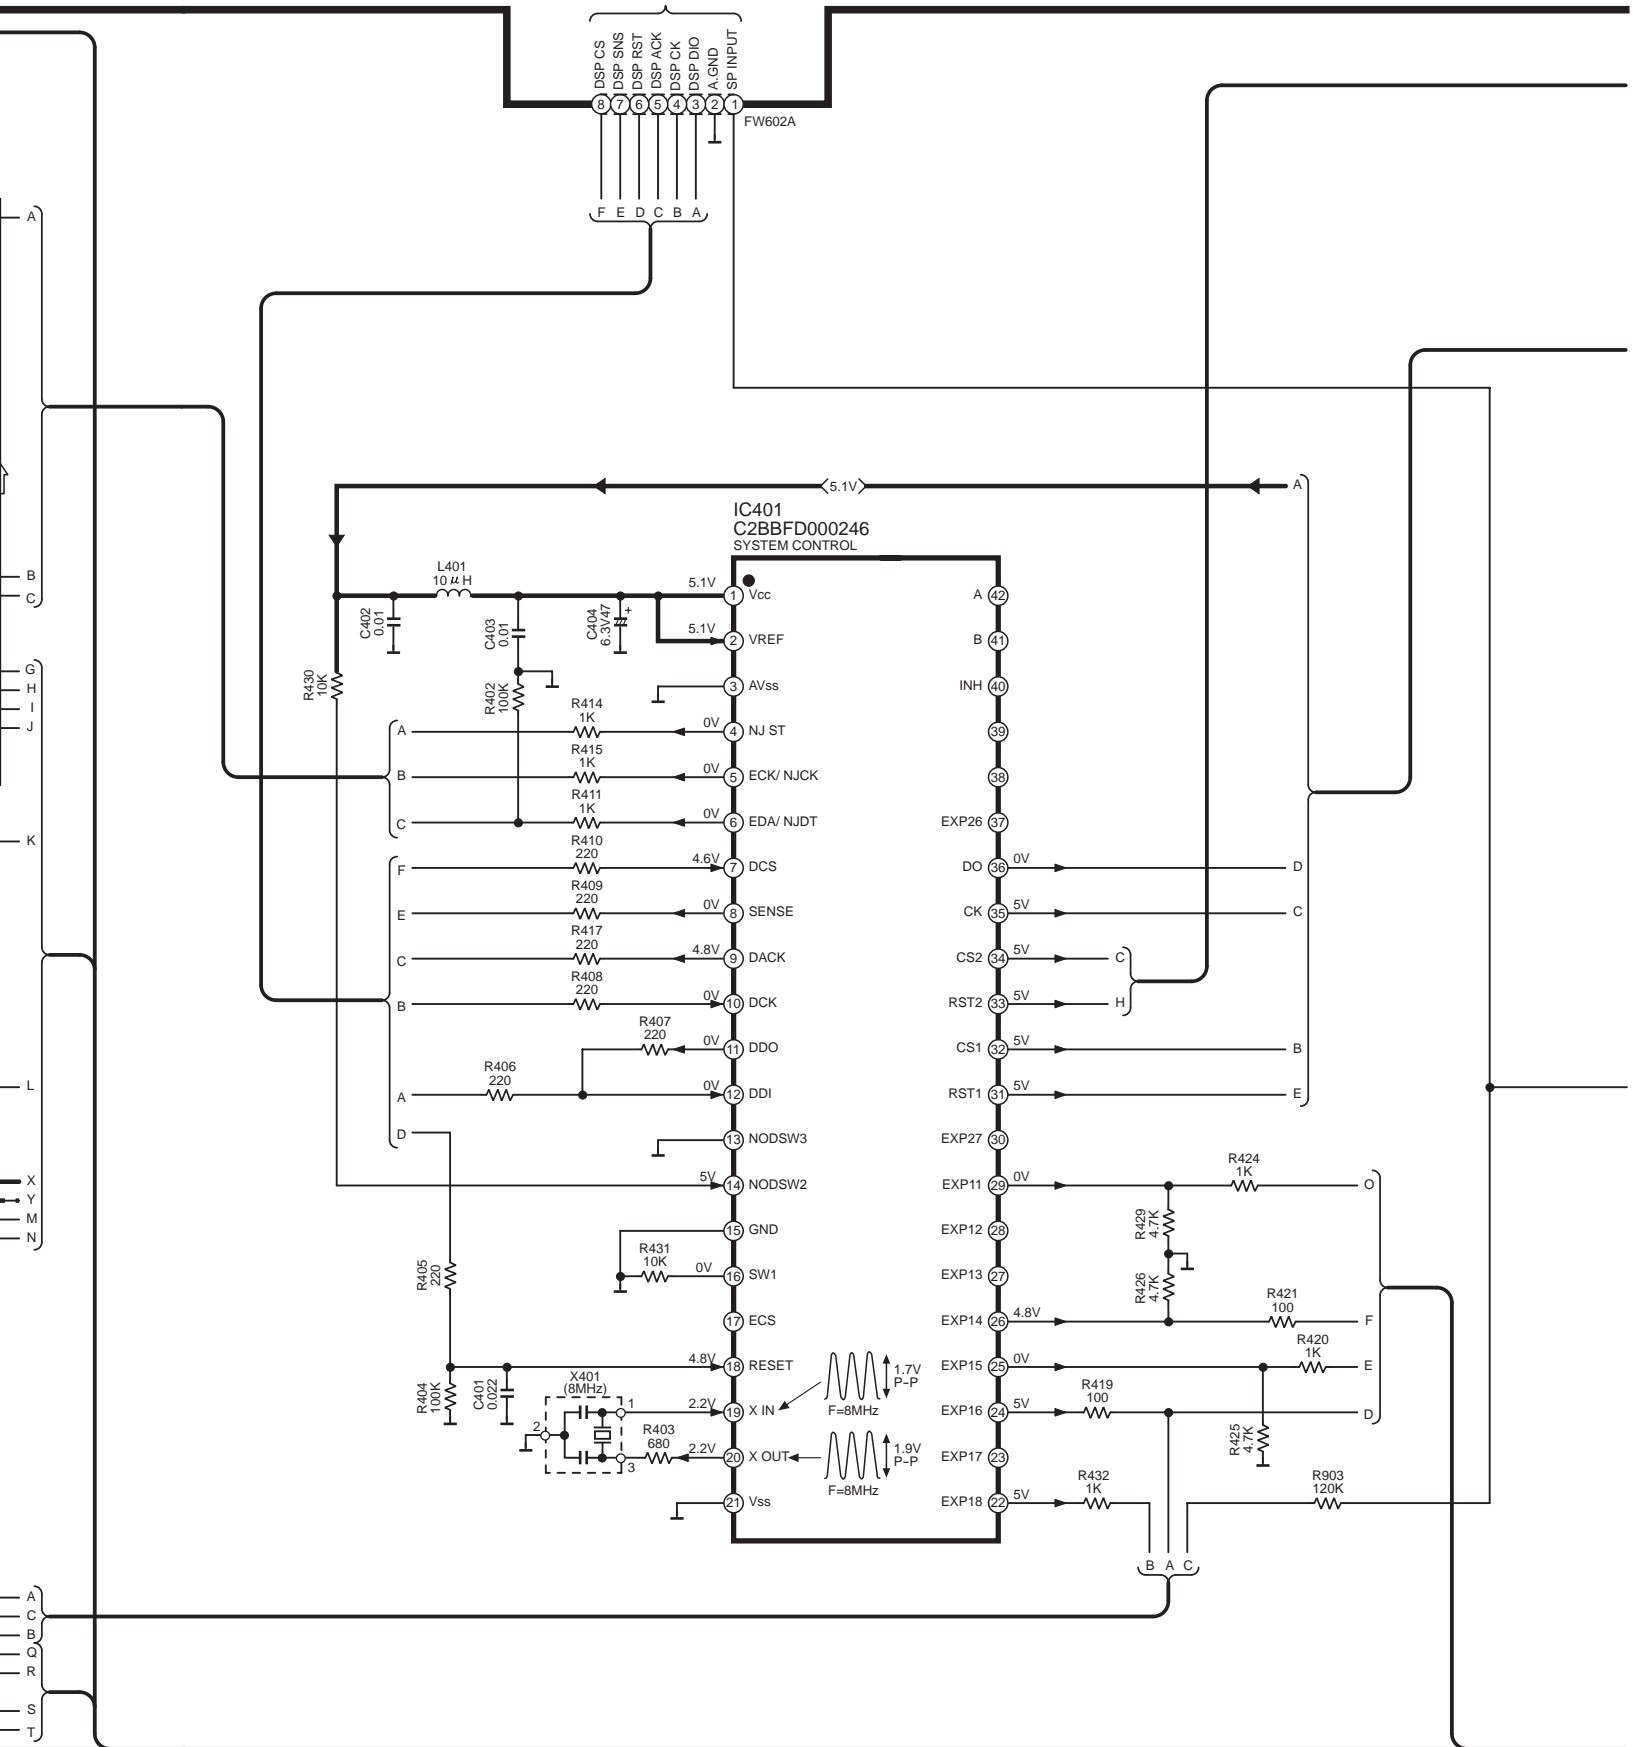 DSP CS
DSP SNS
DSP RST
DSP ACK
DSP CK
DSP DIO
A.GND
SP INPUT
8 7 6 5 4 3 2 1
FW602A
F E D C B A
A
B
C
G
H
I
J
K
L
X
Y
M
N
A
C
B
Q
R
S
T
5.1V
A
IC401
C2BBFD000246
SYSTEM CONTROL
L401
10 μ H
C402
0.01
C403
0.01
C404
6.3V47
+
R430
10K
R402
100K
5.1V
1 Vcc
5.1V
2 VREF
3 AVss
R414
1K
A
0V
4 NJ ST
R415
1K
B
0V
5 ECK/ NJCK
R411
1K
C
0V
6 EDA/ NJDT
R410
220
F
4.6V
7 DCS
R409
220
E
0V
8 SENSE
R417
220
C
4.8V
9 DACK
R408
220
B
0V
10 DCK
R407
220
0V
11 DDO
R406
220
A
0V
12 DDI
D
13 NODSW3
5V
14 NODSW2
15 GND
R431
10K
0V
16 SW1
R405
220
17 ECS
4.8V
18 RESET
R404
100K
C401
0.022
X401
(8MHz)
1
2
3
2.2V
19 X IN
R403
680
2.2V
20 X OUT
21 Vss
1.7V
P-P
F=8MHz
1.9V
P-P
F=8MHz
A 42
B 41
INH 40
39
38
EXP26 37
DO 36 0V
D
CK 35 5V
C
CS2 34 5V
C
RST2 33 5V
H
CS1 32 5V
B
RST1 31 5V
E
EXP27 30
EXP11 29 0V
R424
1K
O
R429
4.7K
EXP12 28
EXP13 27
R426
4.7K
EXP14 26 4.8V
R421
100
F
EXP15 25 0V
R420
1K
E
EXP16 24 5V
R419
100
D
R425
4.7K
EXP17 23
EXP18 22 5V
R432
1K
R903
120K
B A C